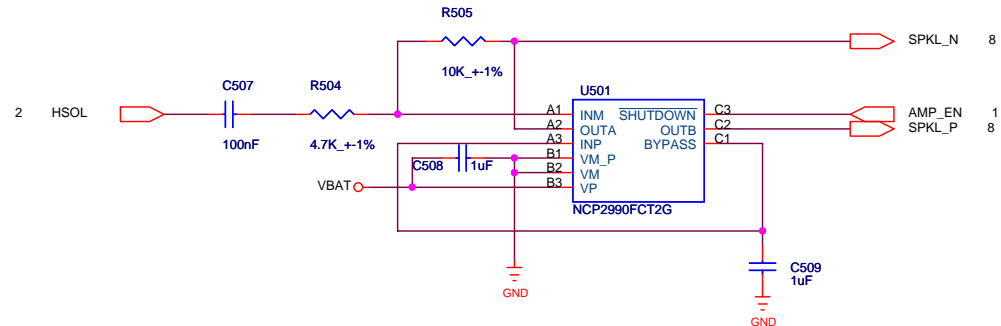 R505
SPKL_N 8
10K_+-1%
C507
R504
U501
2 HSOL
A1 INM SHUTDOWN C3
AMP_EN 1
A2 OUTA OUTB C2
SPKL_P 8
100nF
4.7K_+-1%
A3 INP BYPASS C1
C508
1uF
B1 VM_P
B2 VM
VBAT
B3 VP
NCP2990FCT2G
C509
1uF
GND
GND